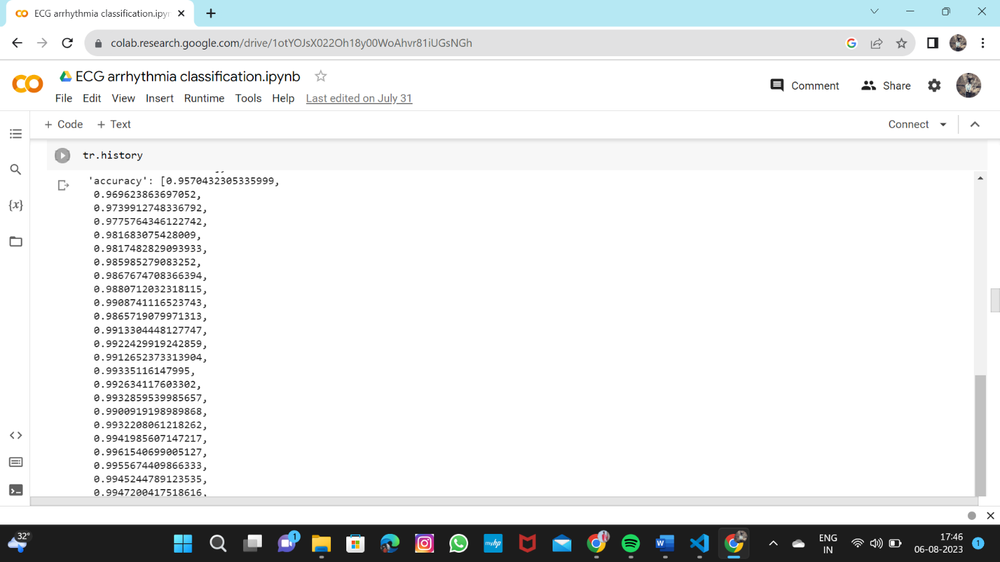 ECG arrhythmia classification.ipy
colab.research.google.com/drive/1otYOJsX022Oh18y00WoAhvr81iUGsNGh
ECG arrhythmia classification.ipynb
Comment
Share
File Edit View Insert Runtime Tools Help Last edited on July 31
+ Code + Text
Connect
tr.history
'accuracy': [0.9570432305335999,
0.969623863697052,
0.9739912748336792,
0.9775764346122742,
0.981683075428009,
0.9817482829093933,
0.985985279083252,
0.9867674708366394,
0.9880712032318115,
0.9908741116523743,
0.9865719079971313,
0.9913304448127747,
0.9922429919242859,
0.9912652373313904,
0.99335116147995,
0.992634117603302,
0.9932859539985657,
0.9900919198989868,
0.9932208061218262,
0.9941985607147217,
0.9961540699005127,
0.9955674409866333,
0.9945244789123535,
0.9947200417518616,
{x}
32°
1
myhp
W
ENG
IN
17:46
06-08-2023
1